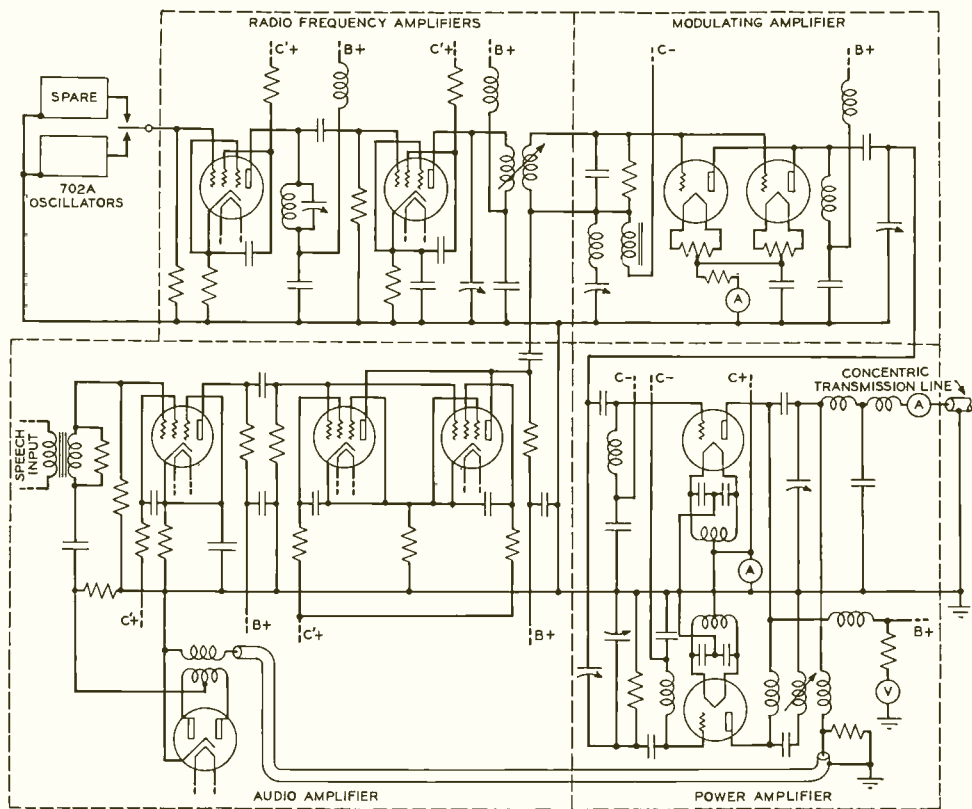 RADIO FREQUENCY AMPLIFIERS
MODULATING AMPLIFIER
C'+
B+
C'+
B+
C-
B+
SPARE
702A
OSCILLATORS
A
SPEECH
INPUT
C-
C-
C+
CONCENTRIC
TRANSMISSION LINE
A
A
C'+
B+
C'+
B+
B+
V
AUDIO AMPLIFIER
POWER AMPLIFIER